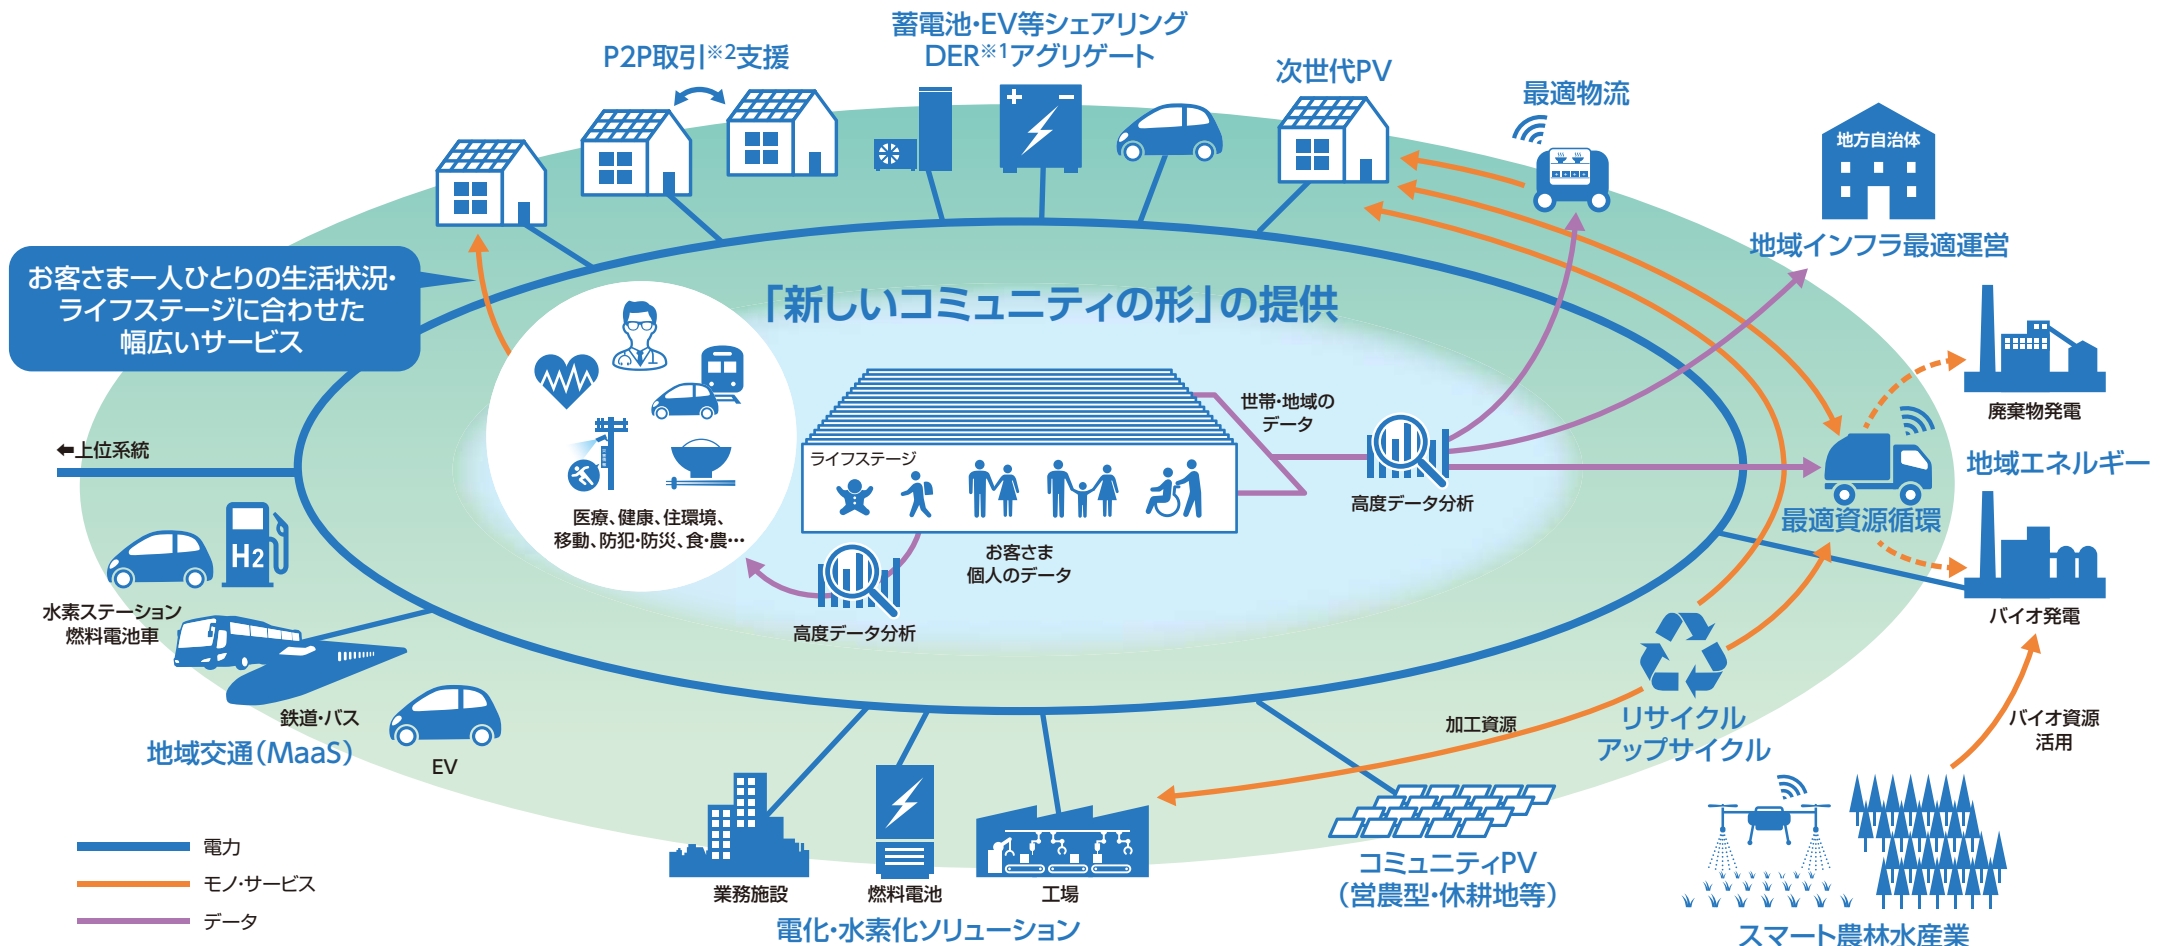 蓄電池・EV等シェアリング
DER※1アグリゲート
P2P取引※2支援
次世代PV
最適物流
地方自治体
地域インフラ最適運営
お客さま一人ひとりの生活状況・
ライフステージに合わせた
幅広いサービス
「新しいコミュニティの形」の提供
世帯・地域の
データ
廃棄物発電
←上位系統
ライフステージ
地域エネルギー
高度データ分析
医療、健康、住環境、
移動、防犯・防災、食・農…
最適資源循環
お客さま
個人のデータ
H2
水素ステーション
燃料電池車
高度データ分析
バイオ発電
鉄道・バス
地域交通（MaaS）
EV
加工資源
リサイクル
アップサイクル
バイオ資源
活用
電力
モノ・サービス
データ
業務施設
燃料電池
工場
電化・水素化ソリューション
コミュニティPV
（営農型・休耕地等）
スマート農林水産業